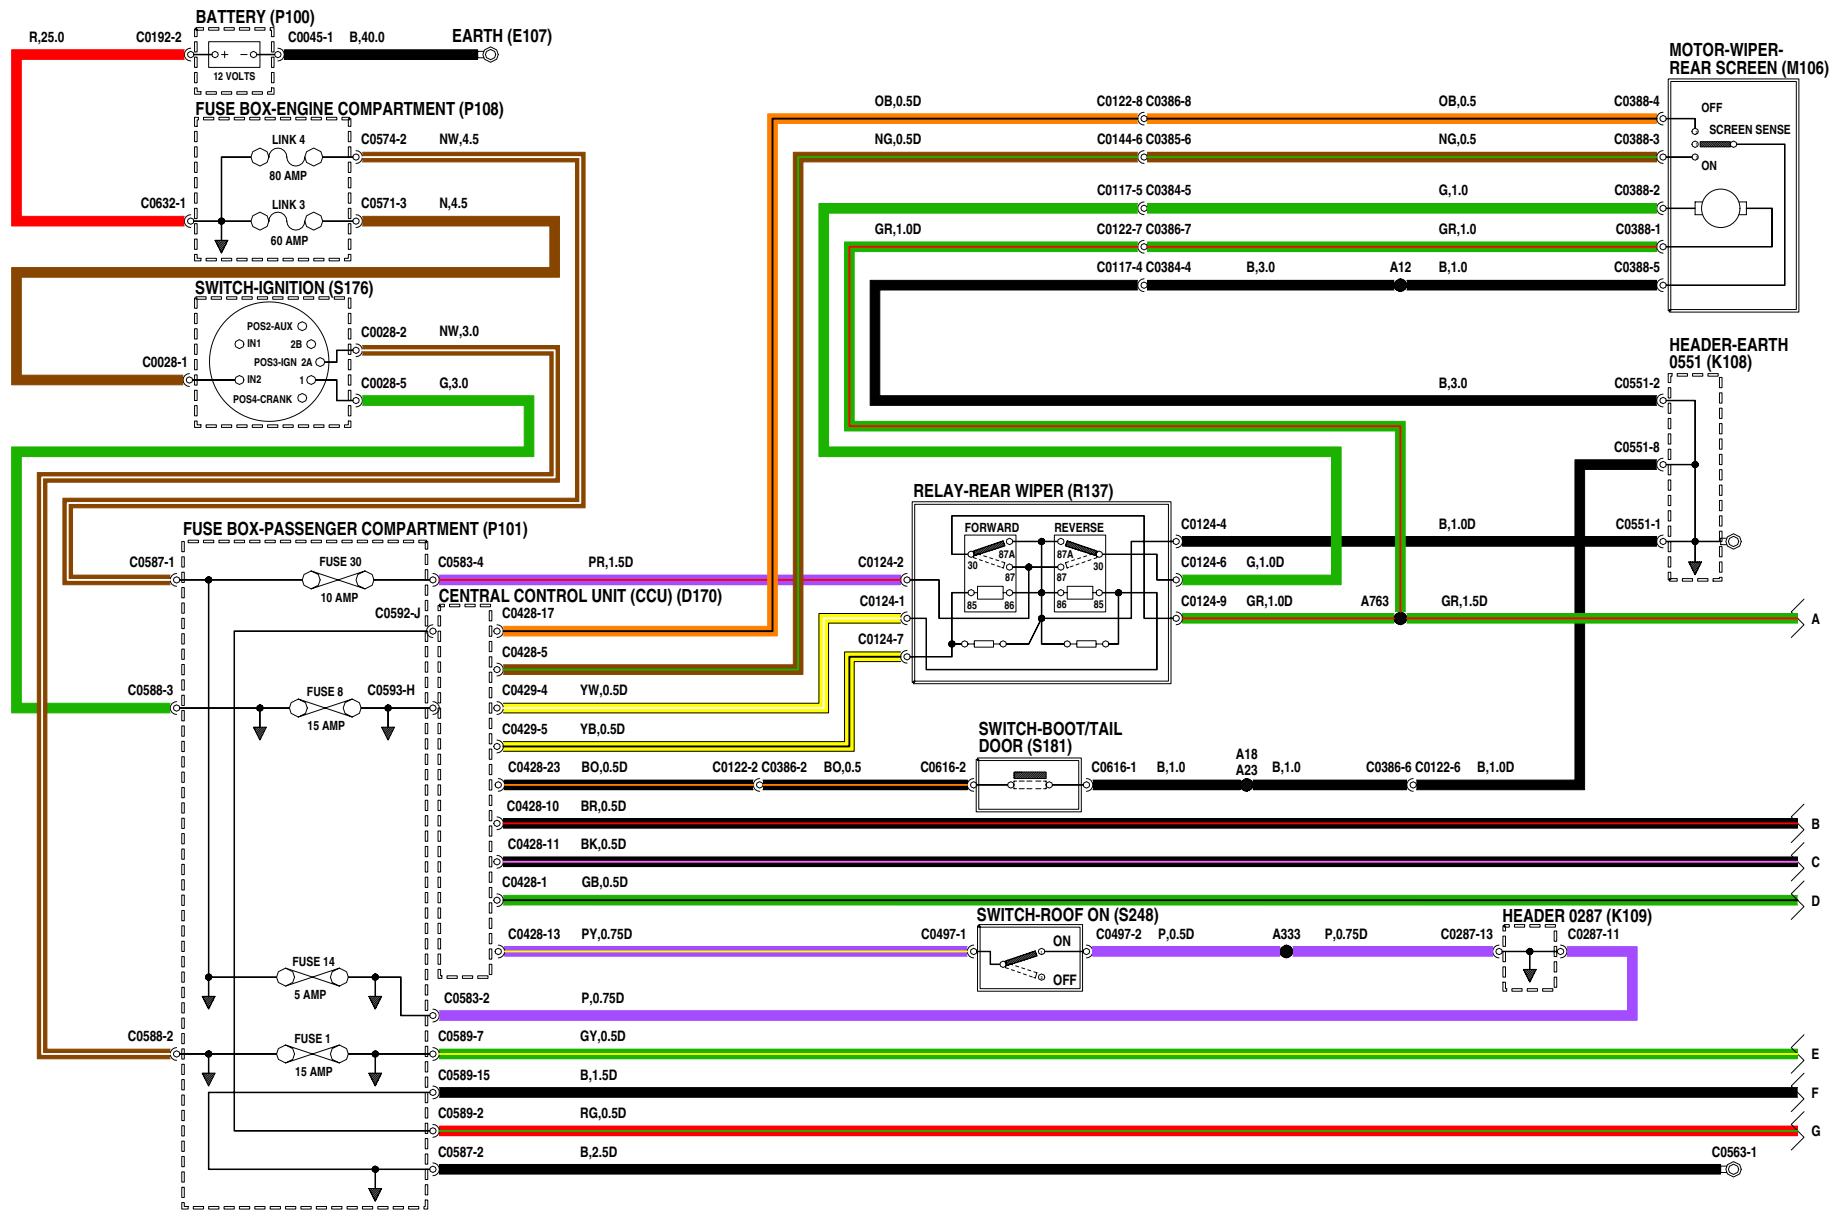 BATTERY (P100)
R,25.0
C0192-2
C0045-1
B,40.0
EARTH (E107)
+ −
12 VOLTS
FUSE BOX-ENGINE COMPARTMENT (P108)
LINK 4
C0574-2
NW,4.5
80 AMP
C0632-1
LINK 3
C0571-3
N,4.5
60 AMP
SWITCH-IGNITION (S176)
POS2-AUX
IN1
2B
C0028-2
NW,3.0
C0028-1
POS3-IGN
2A
IN2
1
C0028-5
G,3.0
POS4-CRANK
MOTOR-WIPER-
REAR SCREEN (M106)
OB,0.5D
C0122-8 C0386-8
OB,0.5
C0388-4
OFF
SCREEN SENSE
NG,0.5D
C0144-6 C0385-6
NG,0.5
C0388-3
ON
C0117-5 C0384-5
G,1.0
C0388-2
GR,1.0D
C0122-7 C0386-7
GR,1.0
C0388-1
C0117-4 C0384-4
B,3.0
A12
B,1.0
C0388-5
HEADER-EARTH
0551 (K108)
B,3.0
C0551-2
C0551-8
C0551-1
RELAY-REAR WIPER (R137)
FORWARD
REVERSE
87A
30
87
85
86
87A
30
87
86
85
C0124-4
B,1.0D
C0124-6
G,1.0D
C0124-9
GR,1.0D
A763
GR,1.5D
A
C0124-2
C0124-1
C0124-7
FUSE BOX-PASSENGER COMPARTMENT (P101)
C0587-1
FUSE 30
10 AMP
C0583-4
PR,1.5D
C0592-J
CENTRAL CONTROL UNIT (CCU) (D170)
C0428-17
C0428-5
C0588-3
FUSE 8
15 AMP
C0593-H
C0429-4
YW,0.5D
C0429-5
YB,0.5D
SWITCH-BOOT/TAIL
DOOR (S181)
C0428-23
BO,0.5D
C0122-2 C0386-2
BO,0.5
C0616-2
C0616-1
B,1.0
A18
A23
B,1.0
C0386-6 C0122-6
B,1.0D
C0428-10
BR,0.5D
B
C0428-11
BK,0.5D
C
C0428-1
GB,0.5D
D
SWITCH-ROOF ON (S248)
HEADER 0287 (K109)
C0428-13
PY,0.75D
C0497-1
ON
OFF
C0497-2
P,0.5D
A333
P,0.75D
C0287-13
C0287-11
FUSE 14
5 AMP
C0583-2
P,0.75D
C0588-2
FUSE 1
15 AMP
C0589-7
GY,0.5D
E
C0589-15
B,1.5D
F
C0589-2
RG,0.5D
G
C0587-2
B,2.5D
C0563-1